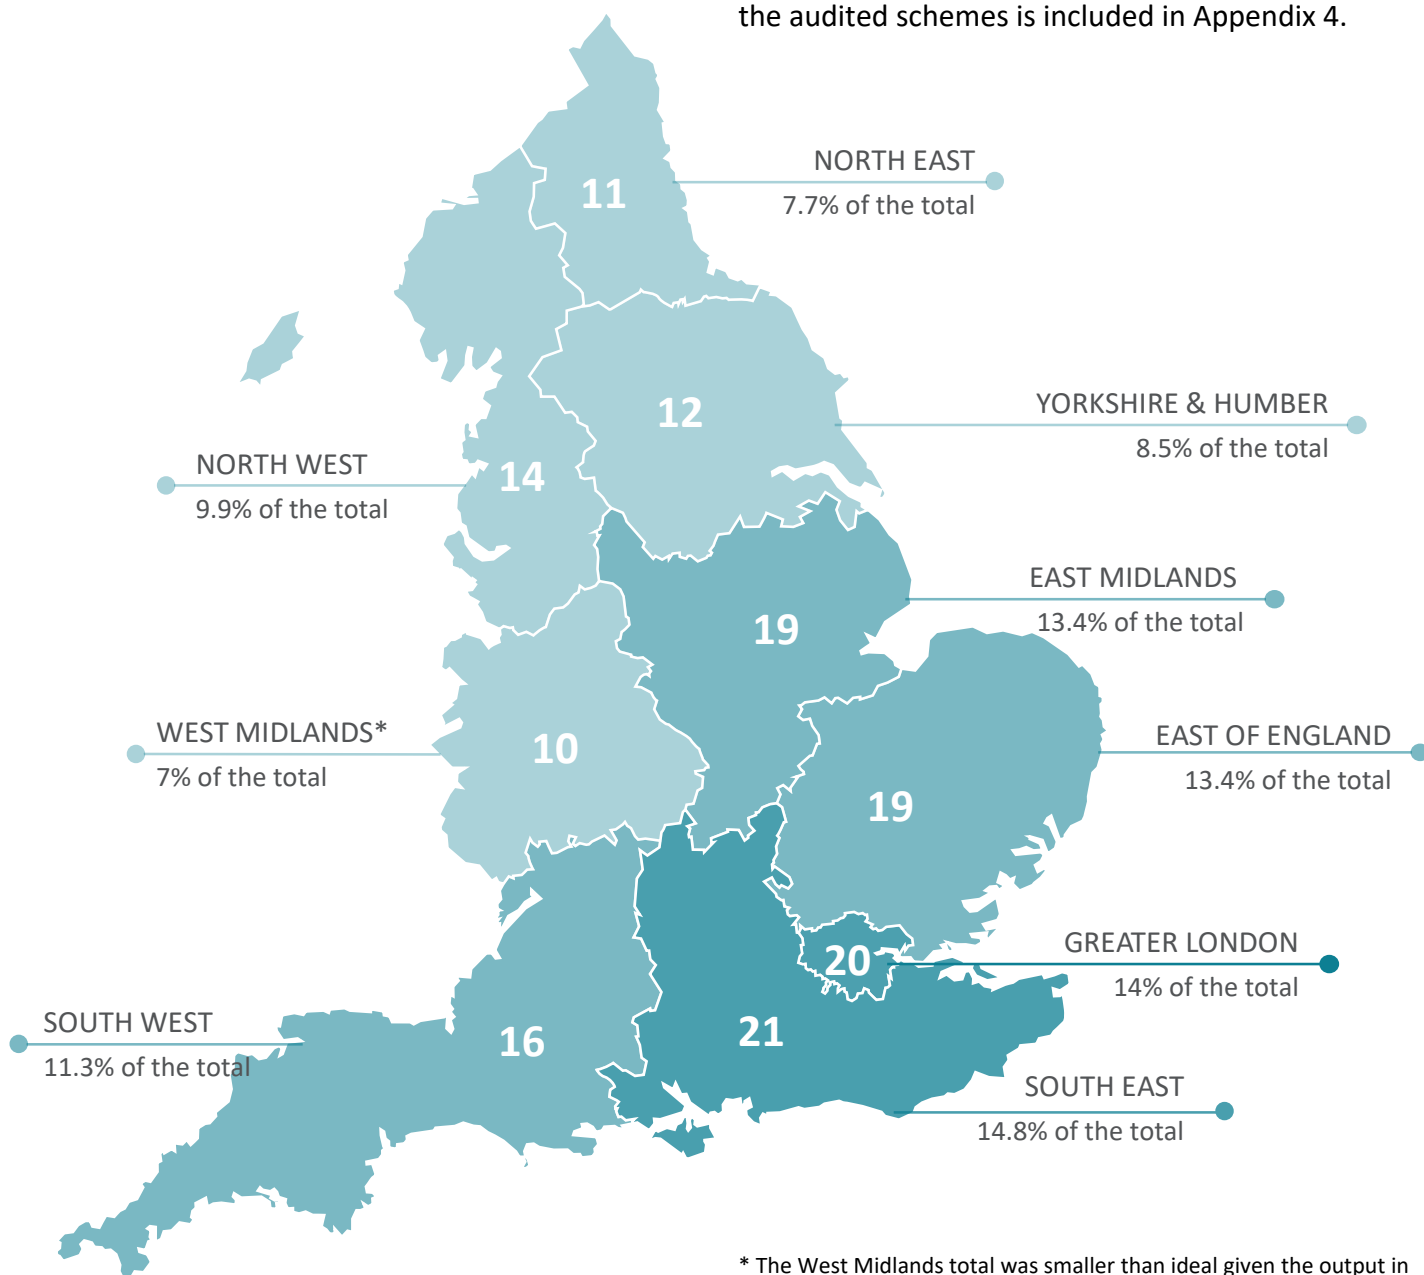 the audited schemes is included in Appendix 4.
NORTH EAST
11
7.7% of the total
YORKSHIRE & HUMBER
12
8.5% of the total
NORTH WEST
14
9.9% of the total
EAST MIDLANDS
19
13.4% of the total
WEST MIDLANDS*
10
7% of the total
EAST OF ENGLAND
19
13.4% of the total
GREATER LONDON
20
14% of the total
SOUTH WEST
16
11.3% of the total
21
SOUTH EAST
14.8% of the total
* The West Midlands total was smaller than ideal given the output in